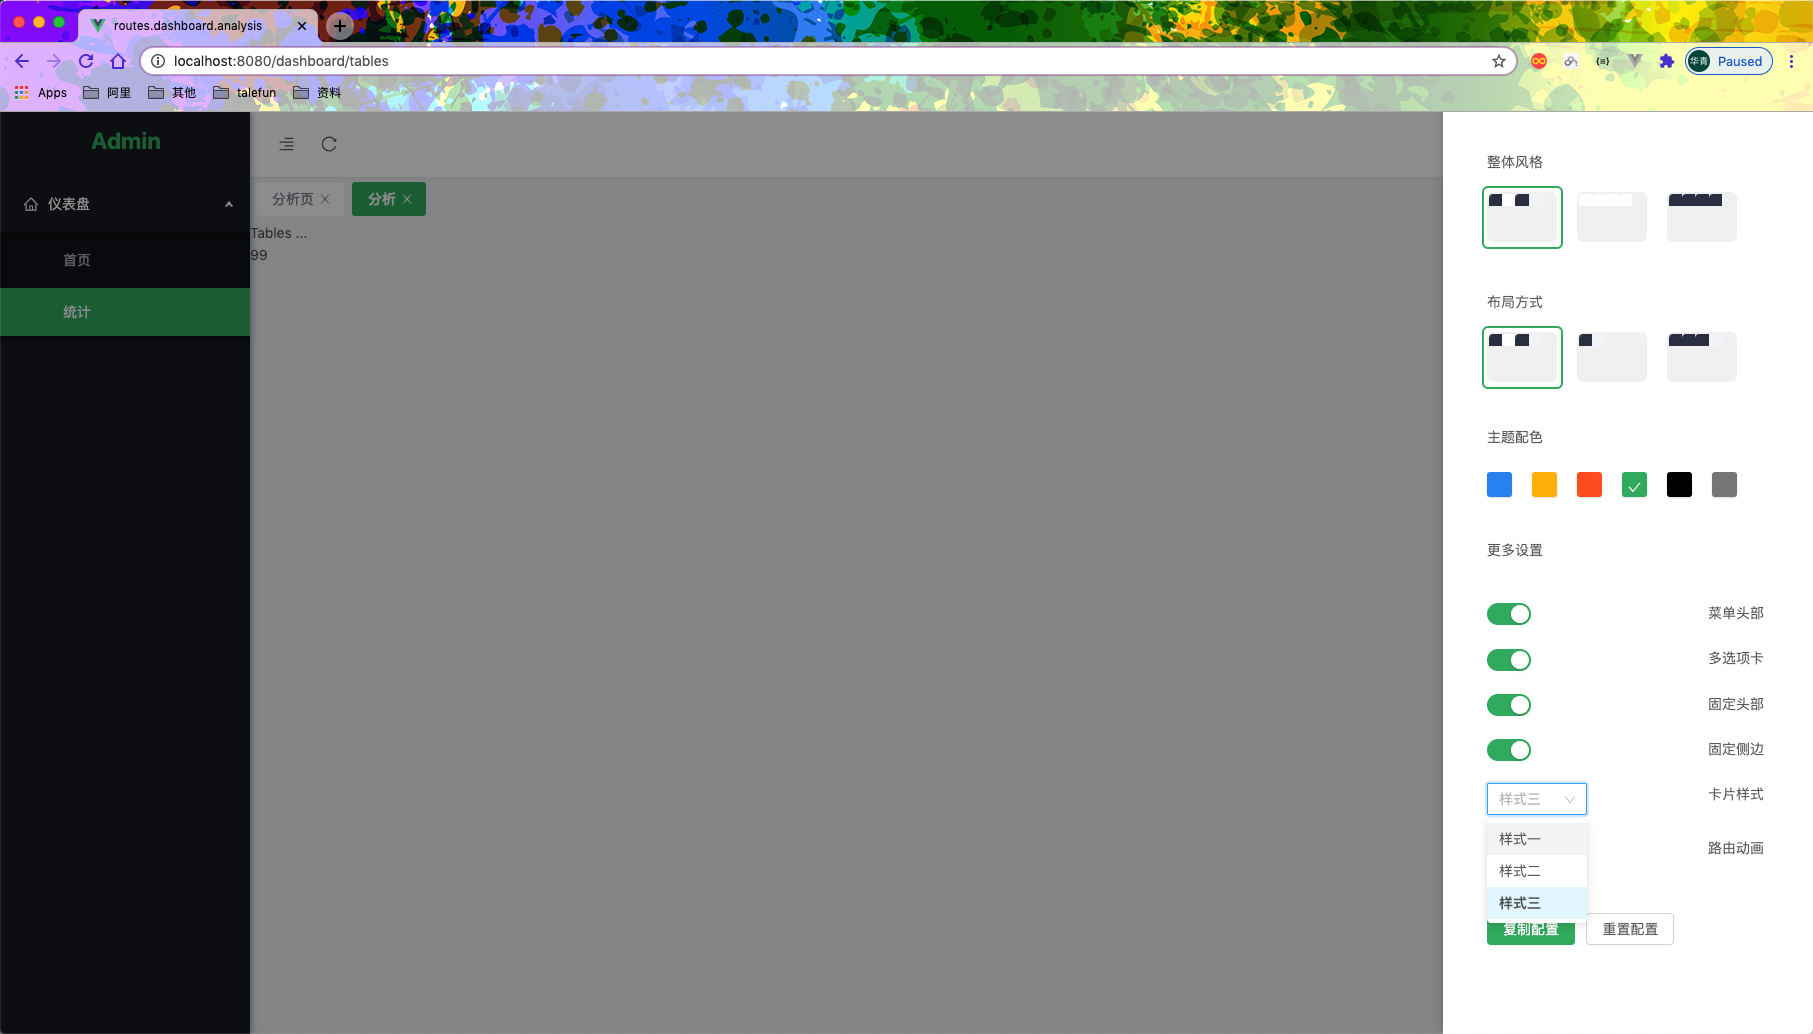 routes.dashboard.analysis
localhost:8080/dashboard/tables
华青 Paused
Apps 阿里 其他 talefun 资料
Admin
仪表盘
首页
统计
分析页 分析
Tables ...
99
整体风格
布局方式
主题配色
更多设置
菜单头部
多选项卡
固定头部
固定侧边
样式三 卡片样式
样式一
路由动画
样式二
样式三
复制配置 重置配置